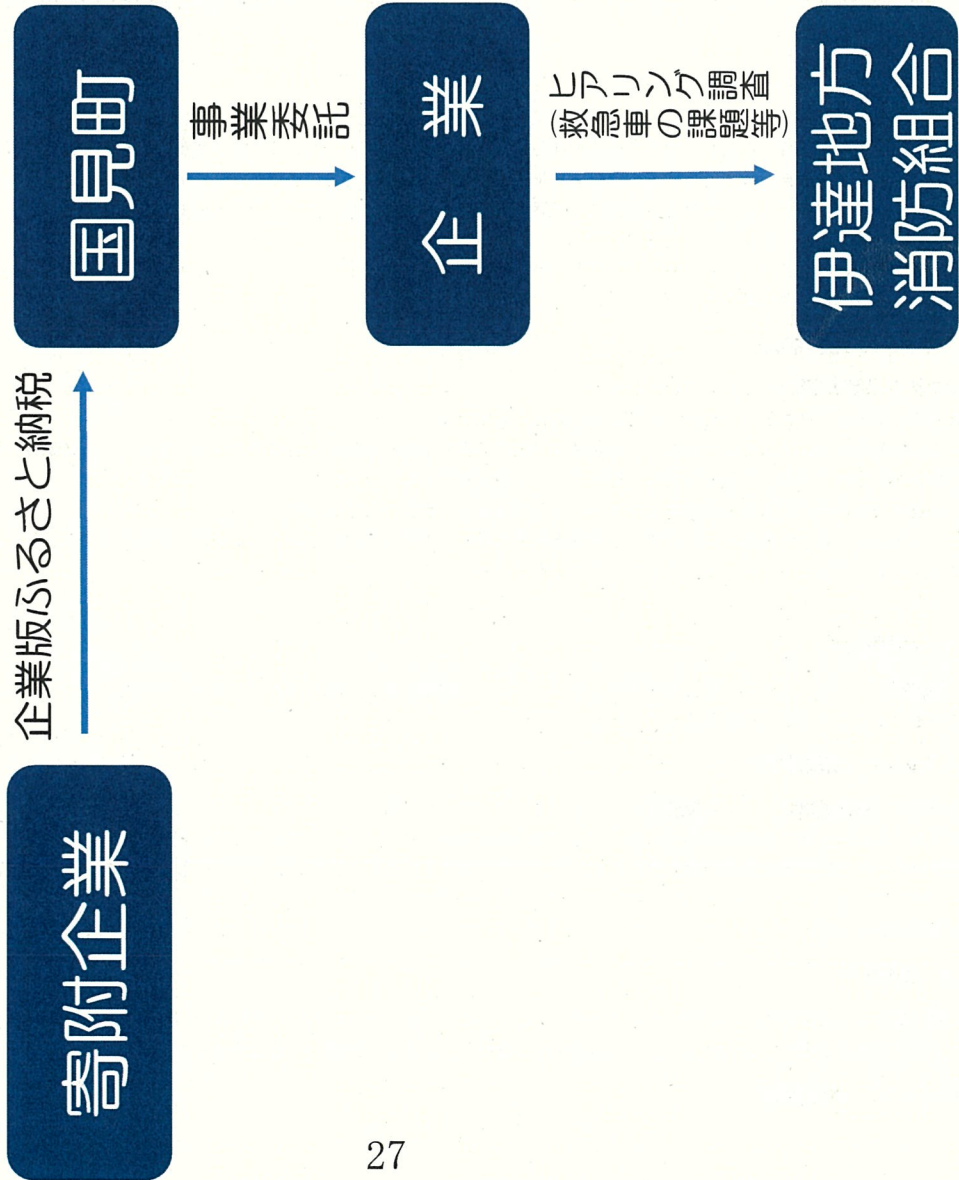 寄附企業
企業版ふるさと納税
国見町
事業委託
企業
ヒアリング調査
(救急車の課題等)
伊達地方
消防組合
27